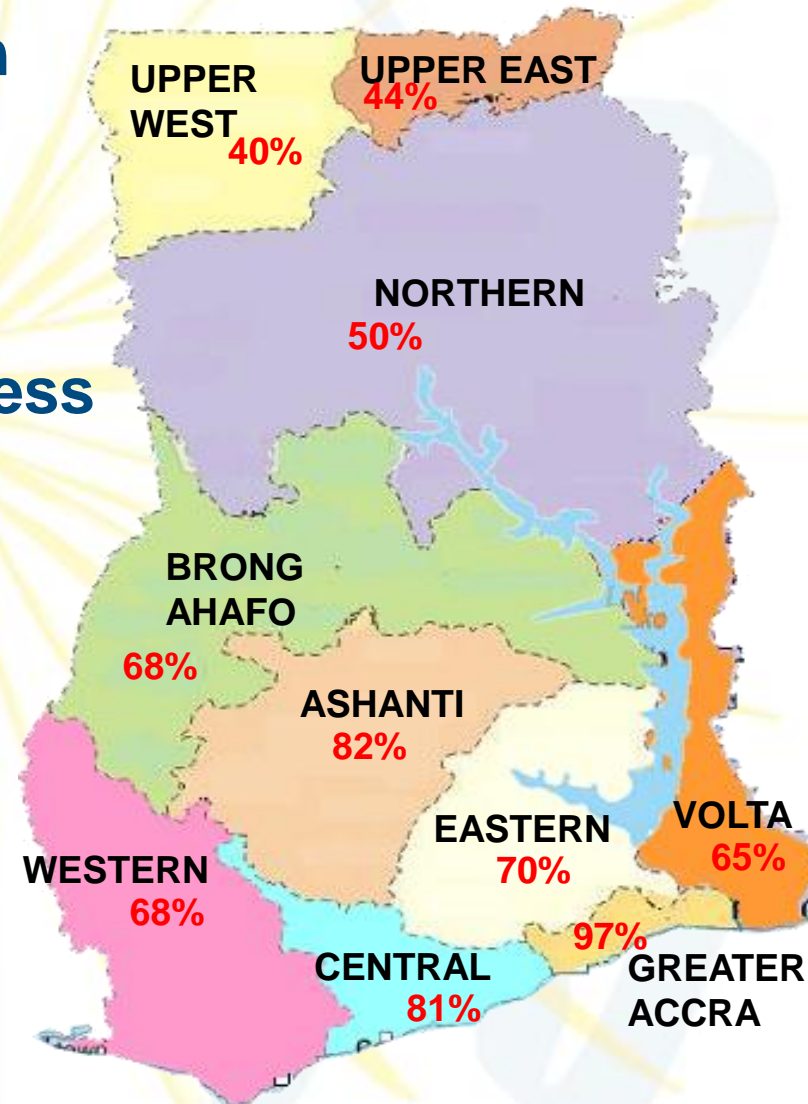 UPPER
WEST
40%
UPPER EAST
44%
NORTHERN
50%
ess
BRONG
AHAFO
68%
ASHANTI
82%
EASTERN
70%
VOLTA
65%
WESTERN
68%
CENTRAL
81%
97%
GREATER
ACCRA